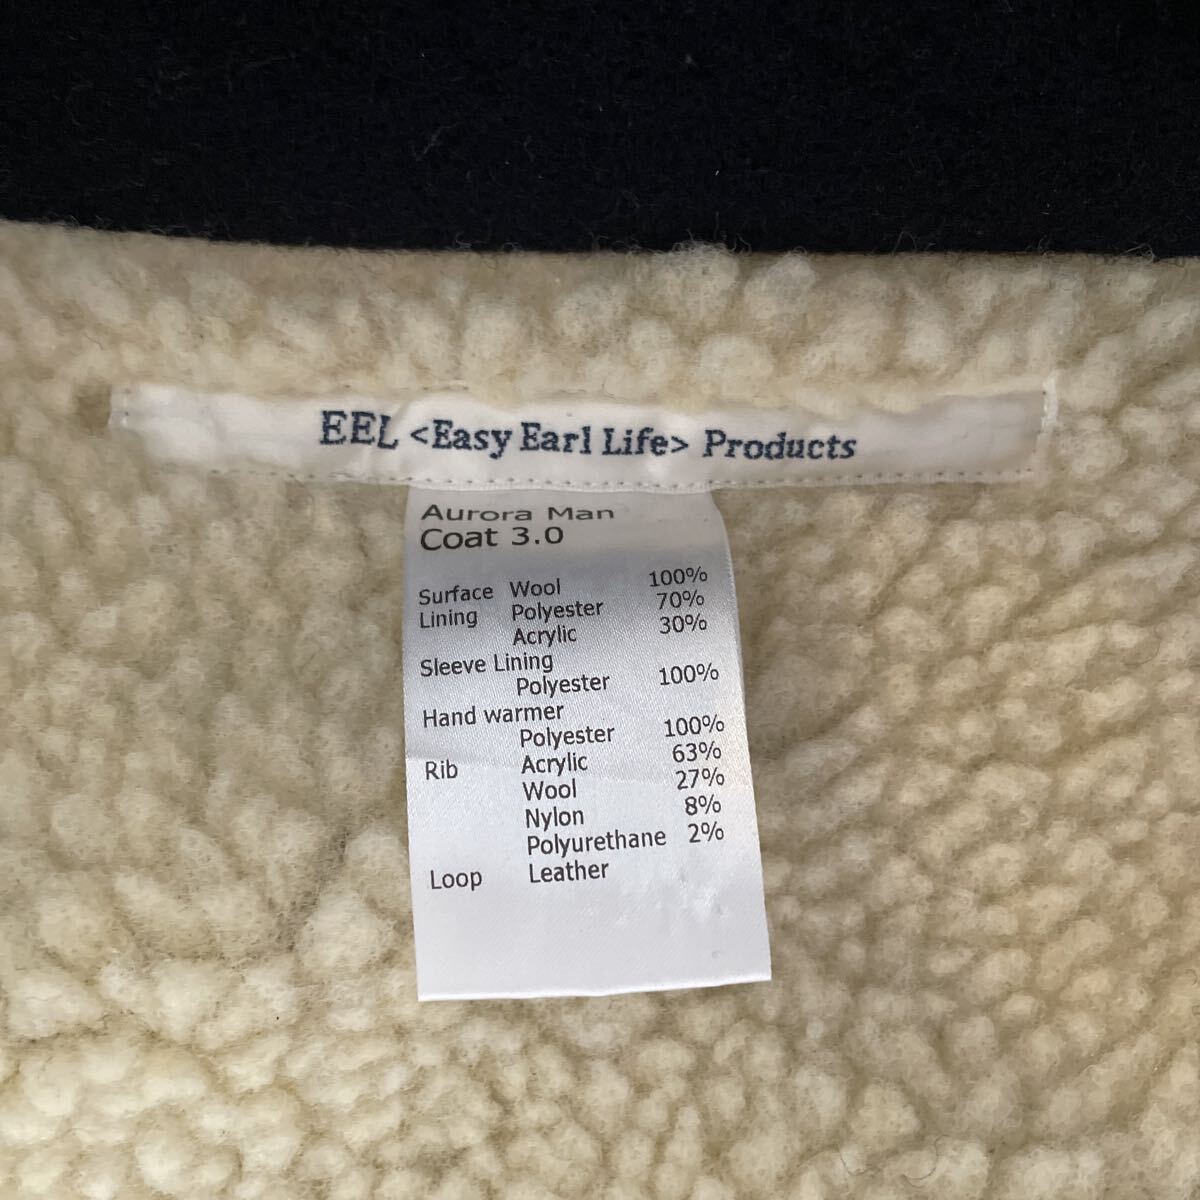 EEL <Easy Earl Life> Products
Aurora Man
Coat 3.0
Surface Wool 100%
Lining Polyester 70%
Acrylic 30%
Sleeve Lining
Polyester 100%
Hand warmer
Polyester 100%
Rib Acrylic 63%
Wool 27%
Nylon 8%
Polyurethane 2%
Loop Leather